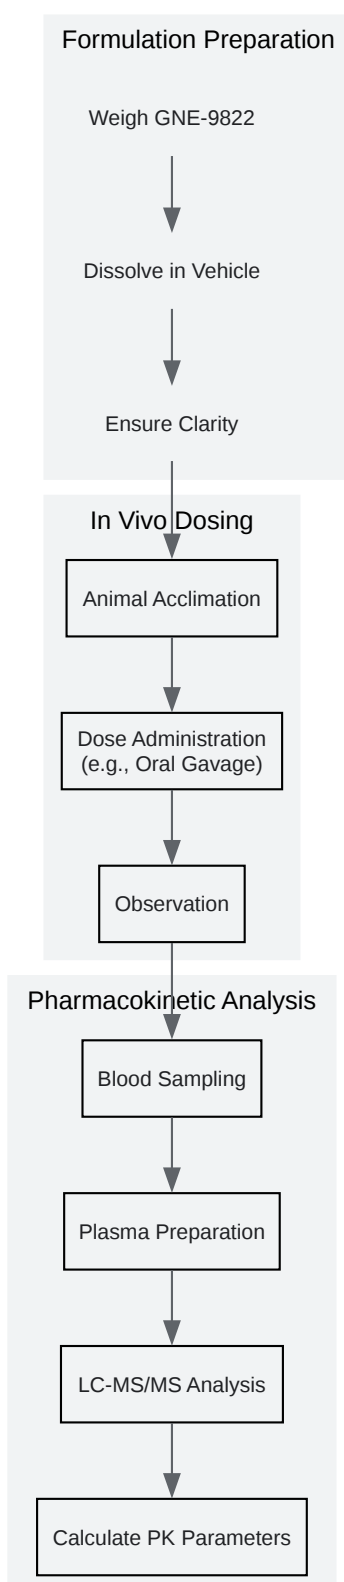 Formulation Preparation
Weigh GNE-9822
Dissolve in Vehicle
Ensure Clarity
In Vivo Dosing
Animal Acclimation
Dose Administration
(e.g., Oral Gavage)
Observation
Pharmacokinetic Analysis
Blood Sampling
Plasma Preparation
LC-MS/MS Analysis
Calculate PK Parameters